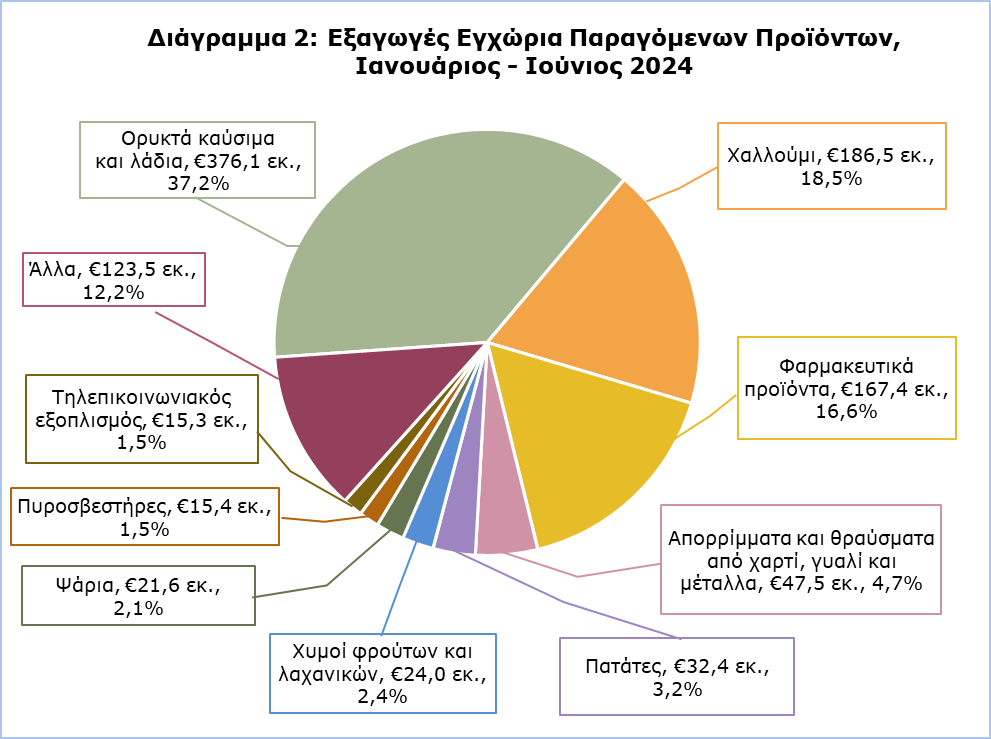 Διάγραμμα 2: Εξαγωγές Εγχώρια Παραγόμενων Προϊόντων,
Ιανουάριος - Ιούνιος 2024
Ορυκτά καύσιμα
και λάδια, €376,1 εκ.,
37,2%
Χαλλούμι, €186,5 εκ.,
18,5%
Άλλα, €123,5 εκ.,
12,2%
Φαρμακευτικά
προϊόντα, €167,4 εκ.,
16,6%
Τηλεπικοινωνιακός
εξοπλισμός, €15,3 εκ.,
1,5%
Πυροσβεστήρες, €15,4 εκ.,
1,5%
Απορρίμματα και θραύσματα
από χαρτί, γυαλί και
μέταλλα, €47,5 εκ., 4,7%
Ψάρια, €21,6 εκ.,
2,1%
Χυμοί φρούτων και
λαχανικών, €24,0 εκ.,
2,4%
Πατάτες, €32,4 εκ.,
3,2%